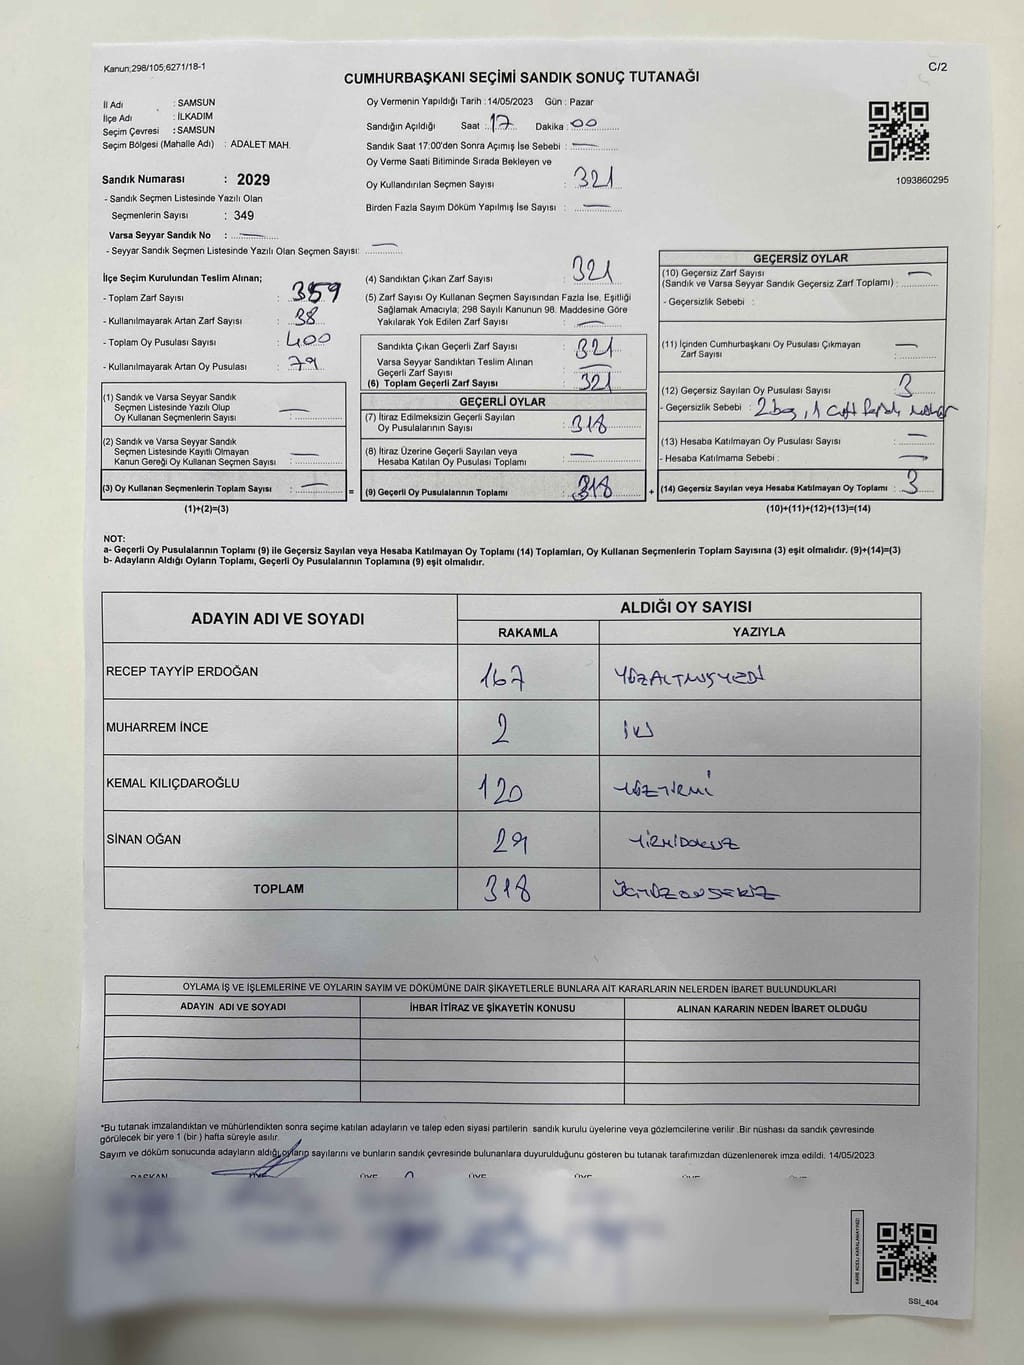 Kanun;298/105;6271/18-1
C/2
CUMHURBAŞKANI SEÇİMİ SANDIK SONUÇ TUTANAĞI
İl Adı : SAMSUN
İlçe Adı : İLKADIM
Seçim Çevresi : SAMSUN
Seçim Bölgesi (Mahalle Adı) : ADALET MAH.
Sandık Numarası : 2029
- Sandık Seçmen Listesinde Yazılı Olan
Seçmenlerin Sayısı : 349
Varsa Seyyar Sandık No : —
- Seyyar Sandık Seçmen Listesinde Yazılı Olan Seçmen Sayısı: —
Oy Vermenin Yapıldığı Tarih : 14/05/2023 Gün : Pazar
Sandığın Açıldığı Saat : 17 Dakika : 00
Sandık Saat 17:00'den Sonra Açımış İse Sebebi : —
Oy Verme Saati Bitiminde Sırada Bekleyen ve
Oy Kullandırılan Seçmen Sayısı : 321
Birden Fazla Sayım Döküm Yapılmış İse Sayısı : —
1093860295
İlçe Seçim Kurulundan Teslim Alınan;
- Toplam Zarf Sayısı : 359
- Kullanılmayarak Artan Zarf Sayısı : 38
- Toplam Oy Pusulası Sayısı : 400
- Kullanılmayarak Artan Oy Pusulası : 79
(1) Sandık ve Varsa Seyyar Sandık
Seçmen Listesinde Yazılı Olup
Oy Kullanan Seçmenlerin Sayısı : —
(2) Sandık ve Varsa Seyyar Sandık
Seçmen Listesinde Kayıtlı Olmayan
Kanun Gereği Oy Kullanan Seçmen Sayısı : —
(3) Oy Kullanan Seçmenlerin Toplam Sayısı : — =
(1)+(2)=(3)
(4) Sandıktan Çıkan Zarf Sayısı : 321
(5) Zarf Sayısı Oy Kullanan Seçmen Sayısından Fazla İse, Eşitliği
Sağlamak Amacıyla; 298 Sayılı Kanunun 98. Maddesine Göre
Yakılarak Yok Edilen Zarf Sayısı : —
Sandıkta Çıkan Geçerli Zarf Sayısı : 321
Varsa Seyyar Sandıktan Teslim Alınan
Geçerli Zarf Sayısı : —
(6) Toplam Geçerli Zarf Sayısı : 321
GEÇERLİ OYLAR
(7) İtiraz Edilmeksizin Geçerli Sayılan
Oy Pusulalarının Sayısı : 318
(8) İtiraz Üzerine Geçerli Sayılan veya
Hesaba Katılan Oy Pusulası Toplamı : —
(9) Geçerli Oy Pusulalarının Toplamı : 318 +
GEÇERSİZ OYLAR
(10) Geçersiz Zarf Sayısı
(Sandık ve Varsa Seyyar Sandık Geçersiz Zarf Toplamı) : —
- Geçersizlik Sebebi :
(11) İçinden Cumhurbaşkanı Oy Pusulası Çıkmayan
Zarf Sayısı : —
(12) Geçersiz Sayılan Oy Pusulası Sayısı : 3
- Geçersizlik Sebebi : 2 boş, 1 çift
(13) Hesaba Katılmayan Oy Pusulası Sayısı : —
- Hesaba Katılmama Sebebi : —
(14) Geçersiz Sayılan veya Hesaba Katılmayan Oy Toplamı : 3
(10)+(11)+(12)+(13)=(14)
NOT:
a- Geçerli Oy Pusulalarının Toplamı (9) ile Geçersiz Sayılan veya Hesaba Katılmayan Oy Toplamı (14) Toplamları, Oy Kullanan Seçmenlerin Toplam Sayısına (3) eşit olmalıdır. (9)+(14)=(3)
b- Adayların Aldığı Oyların Toplamı, Geçerli Oy Pusulalarının Toplamına (9) eşit olmalıdır.
ADAYIN ADI VE SOYADI ALDIĞI OY SAYISI
RAKAMLA YAZIYLA
RECEP TAYYİP ERDOĞAN 167 YÜZALTMIŞYEDİ
MUHARREM İNCE 2 İKİ
KEMAL KILIÇDAROĞLU 120 YÜZYİRMİ
SİNAN OĞAN 29 YİRMİDOKUZ
TOPLAM 318 ÜÇYÜZONSEKİZ
OYLAMA İŞ VE İŞLEMLERİNE VE OYLARIN SAYIM VE DÖKÜMÜNE DAİR ŞİKAYETLERLE BUNLARA AİT KARARLARIN NELERDEN İBARET BULUNDUKLARI
ADAYIN ADI VE SOYADI İHBAR İTİRAZ VE ŞİKAYETİN KONUSU ALINAN KARARIN NEDEN İBARET OLDUĞU
*Bu tutanak imzalandıktan ve mühürlendikten sonra seçime katılan adayların ve talep eden siyasi partilerin sandık kurulu üyelerine veya gözlemcilerine verilir .Bir nüshası da sandık çevresinde
görülecek bir yere 1 (bir ) hafta süreyle asılır.
Sayım ve döküm sonucunda adayların aldığı oyların sayılarını ve bunların sandık çevresinde bulunanlara duyurulduğunu gösteren bu tutanak tarafımızdan düzenlenerek imza edildi. 14/05/2023
BAŞKAN ÜYE ÜYE ÜYE ÜYE ÜYE ÜYE
KARE KODU KARALAMAYINIZ!
SSI_404